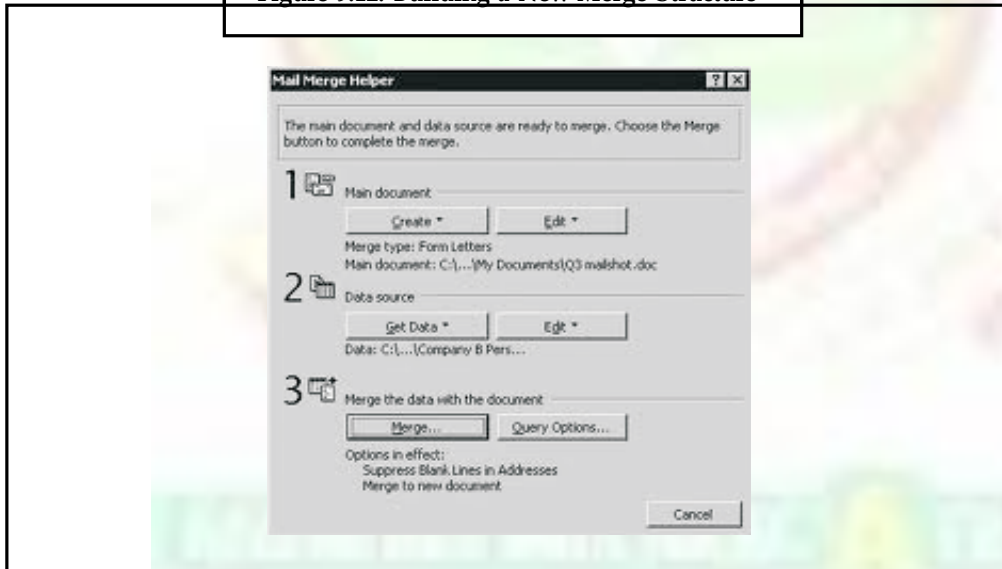 Mail Merge Helper
The main document and data source are ready to merge. Choose the Merge
button to complete the merge.
1 Main document
Create Edit
Merge type: Form Letters
Main document: C:\...\My Documents\Q3 mailshot.doc
2 Data source
Get Data Edit
Data: C:\...\Company B Pers...
3 Merge the data with the document
Merge... Query Options...
Options in effect:
Suppress Blank Lines in Addresses
Merge to new document
Cancel